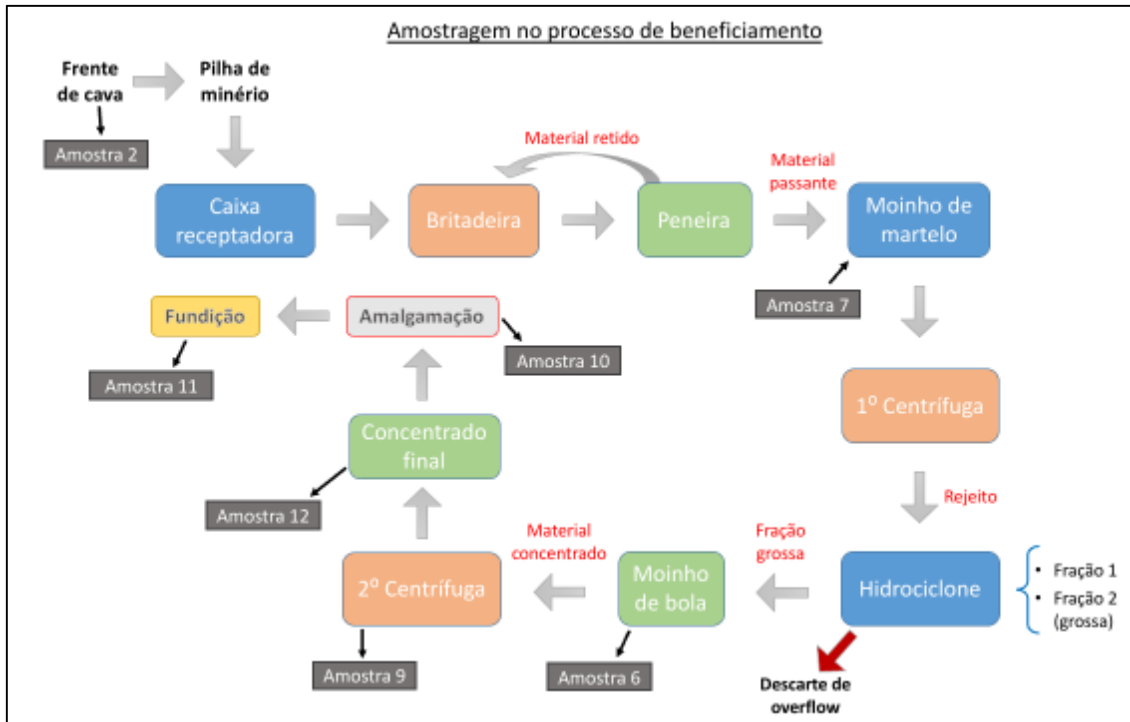 Amostragem no processo de beneficiamento
Frente
de cava
Pilha de
minério
Amostra 2
Material retido
Material
passante
Caixa
receptadora
Britadeira
Peneira
Moinho de
martelo
Amostra 7
Fundição
Amalgamação
Amostra 10
Amostra 11
1º Centrífuga
Concentrado
final
Amostra 12
Rejeito
Material
concentrado
Fração
grossa
2º Centrífuga
Moinho
de bola
Hidrociclone
• Fração 1
• Fração 2
(grossa)
Amostra 9
Amostra 6
Descarte de
overflow